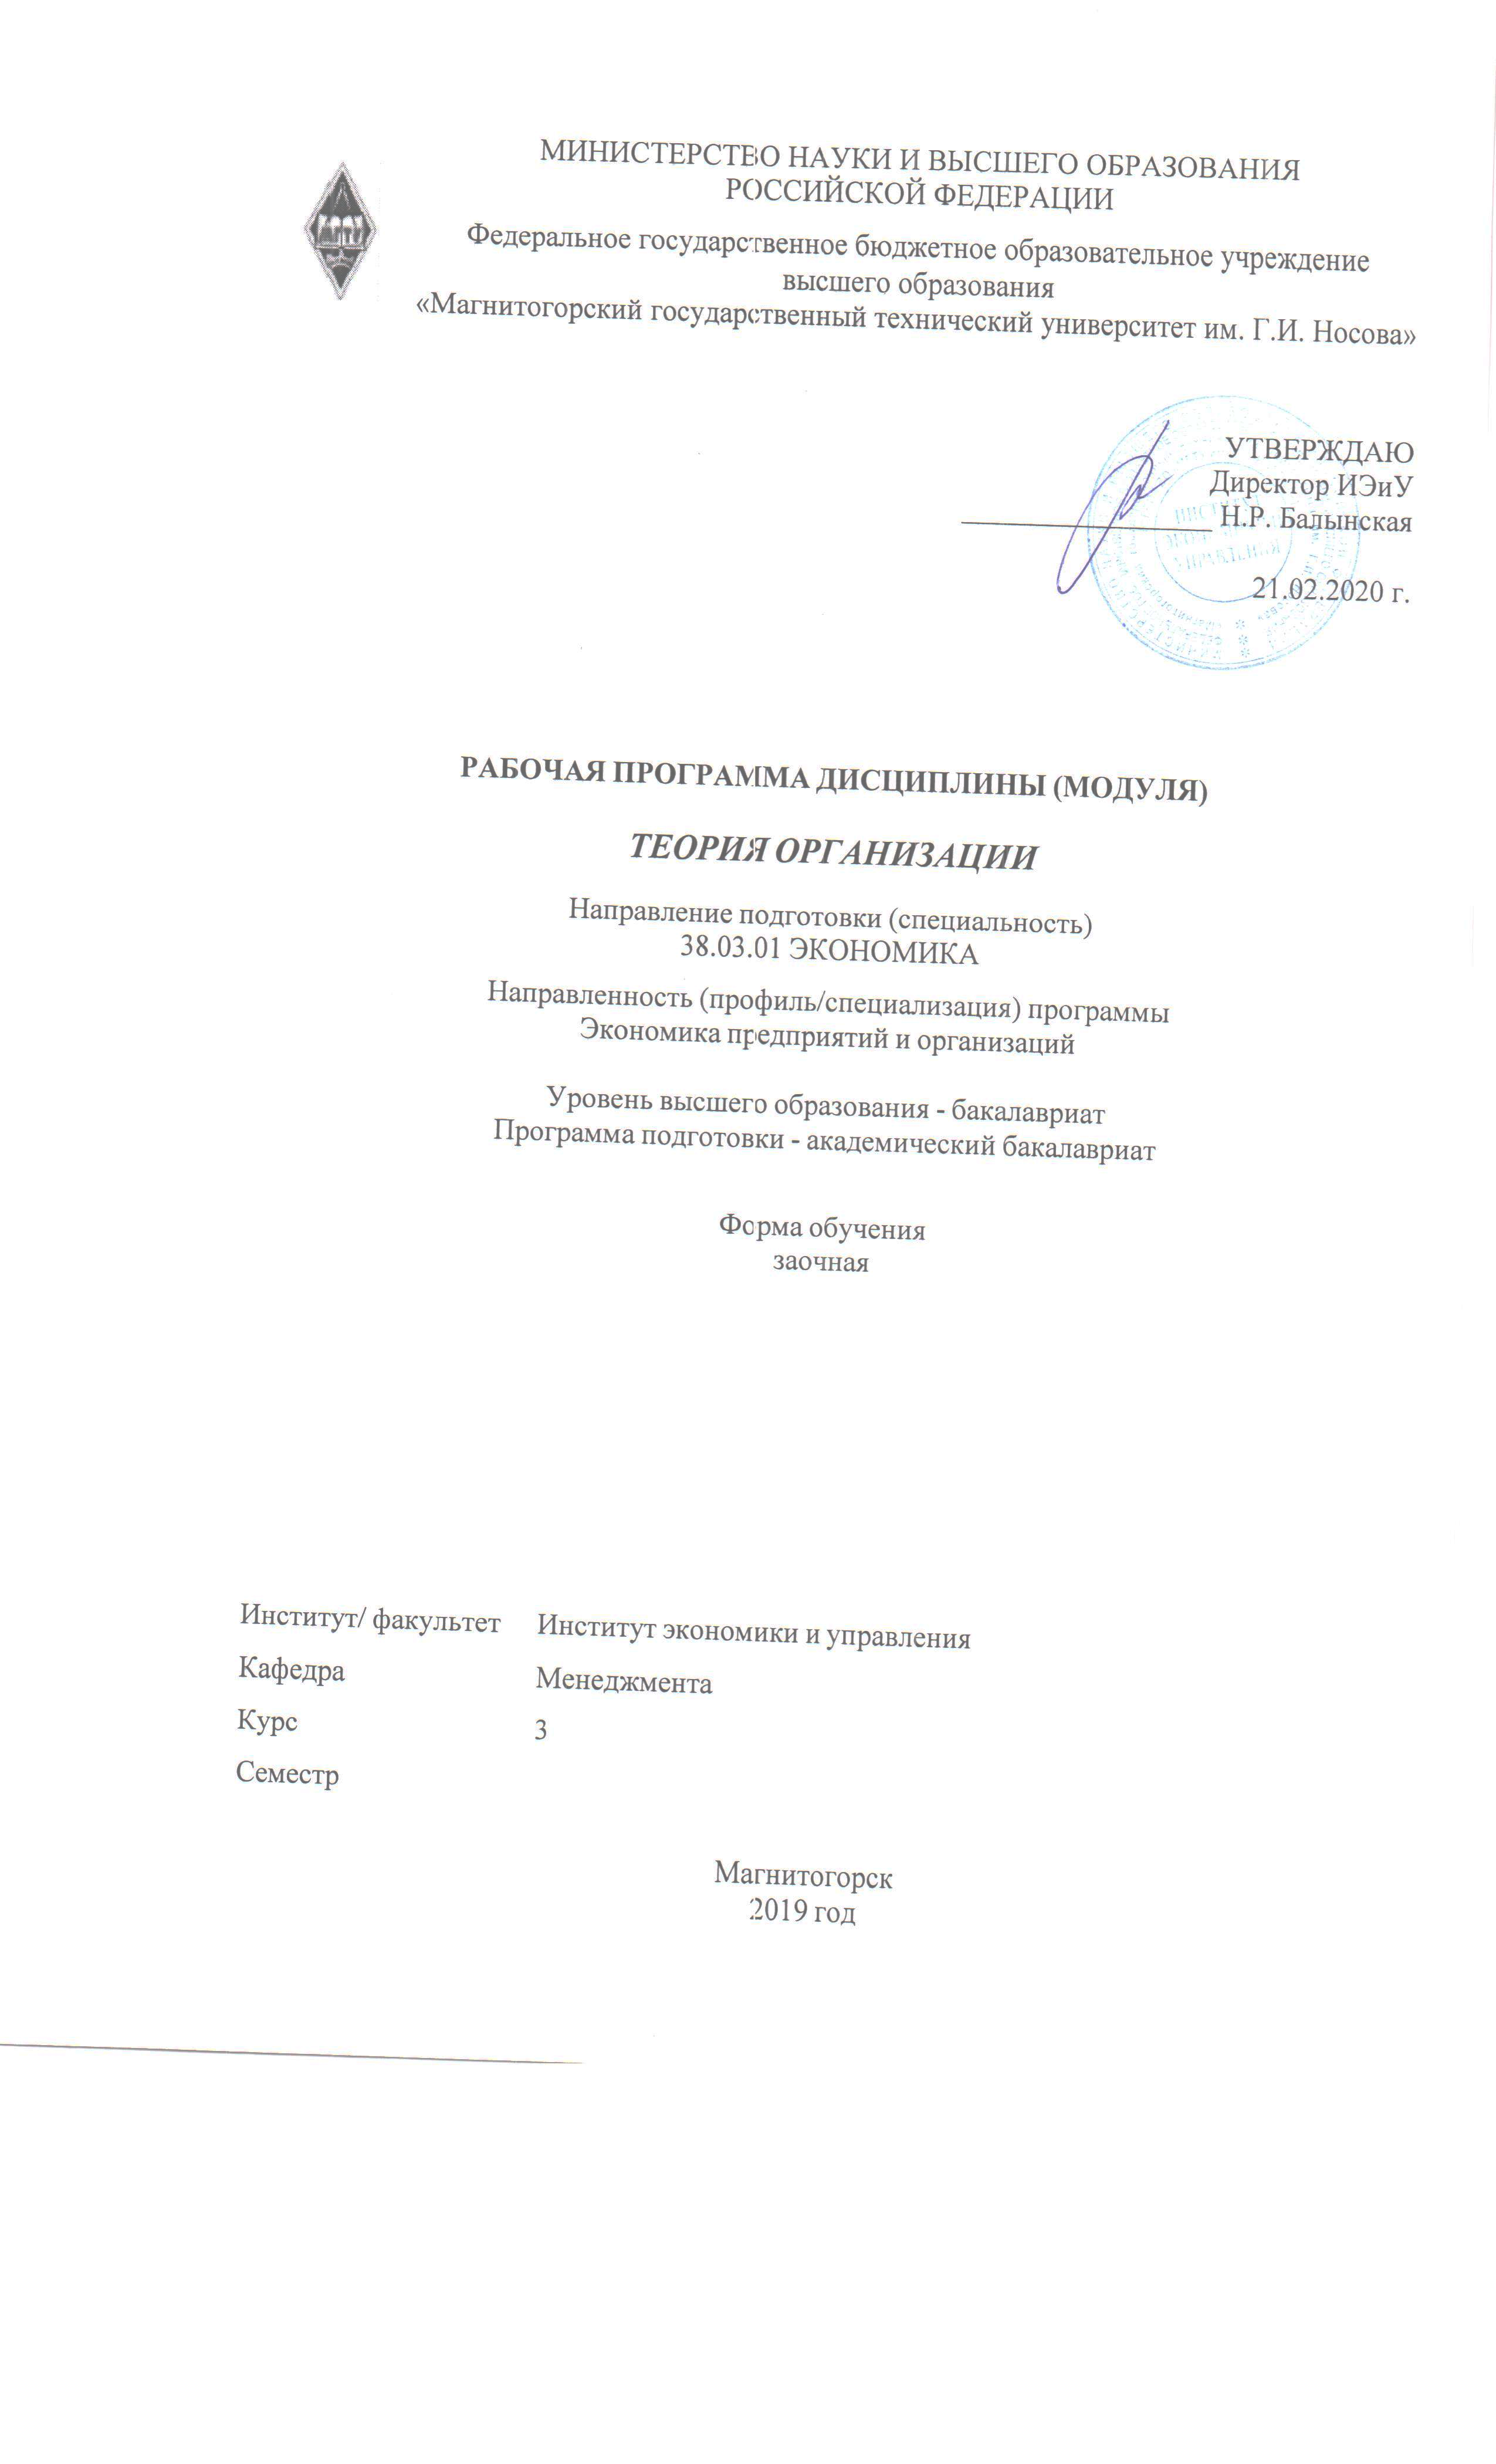 МИНИСТЕРСТВО НАУКИ И ВЫСШЕГО ОБРАЗОВАНИЯ
РОССИЙСКОЙ ФЕДЕРАЦИИ
Федеральное государственное бюджетное образовательное учреждение
высшего образования
«Магнитогорский государственный технический университет им. Г.И. Носова»
УТВЕРЖДАЮ
Директор ИЭиУ
Н.Р. Балынская
21.02.2020 г.
РАБОЧАЯ ПРОГРАММА ДИСЦИПЛИНЫ (МОДУЛЯ)
ТЕОРИЯ ОРГАНИЗАЦИИ
Направление подготовки (специальность)
38.03.01 ЭКОНОМИКА
Направленность (профиль/специализация) программы
Экономика предприятий и организаций
Уровень высшего образования - бакалавриат
Программа подготовки - академический бакалавриат
Форма обучения
заочная
Институт/ факультет Институт экономики и управления
Кафедра Менеджмента
Курс 3
Семестр
Магнитогорск
2019 год